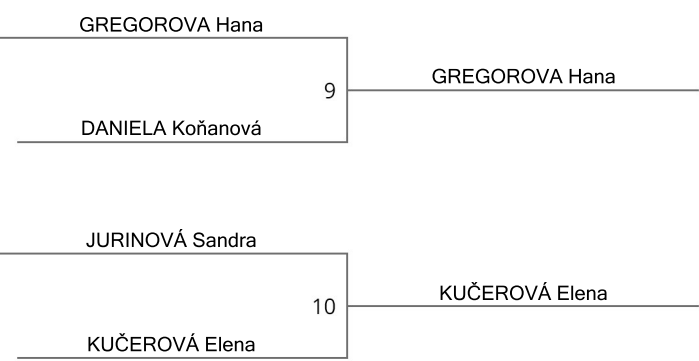 GREGOROVA Hana
9
GREGOROVA Hana
DANIELA Koňanová
JURINOVÁ Sandra
10
KUČEROVÁ Elena
KUČEROVÁ Elena